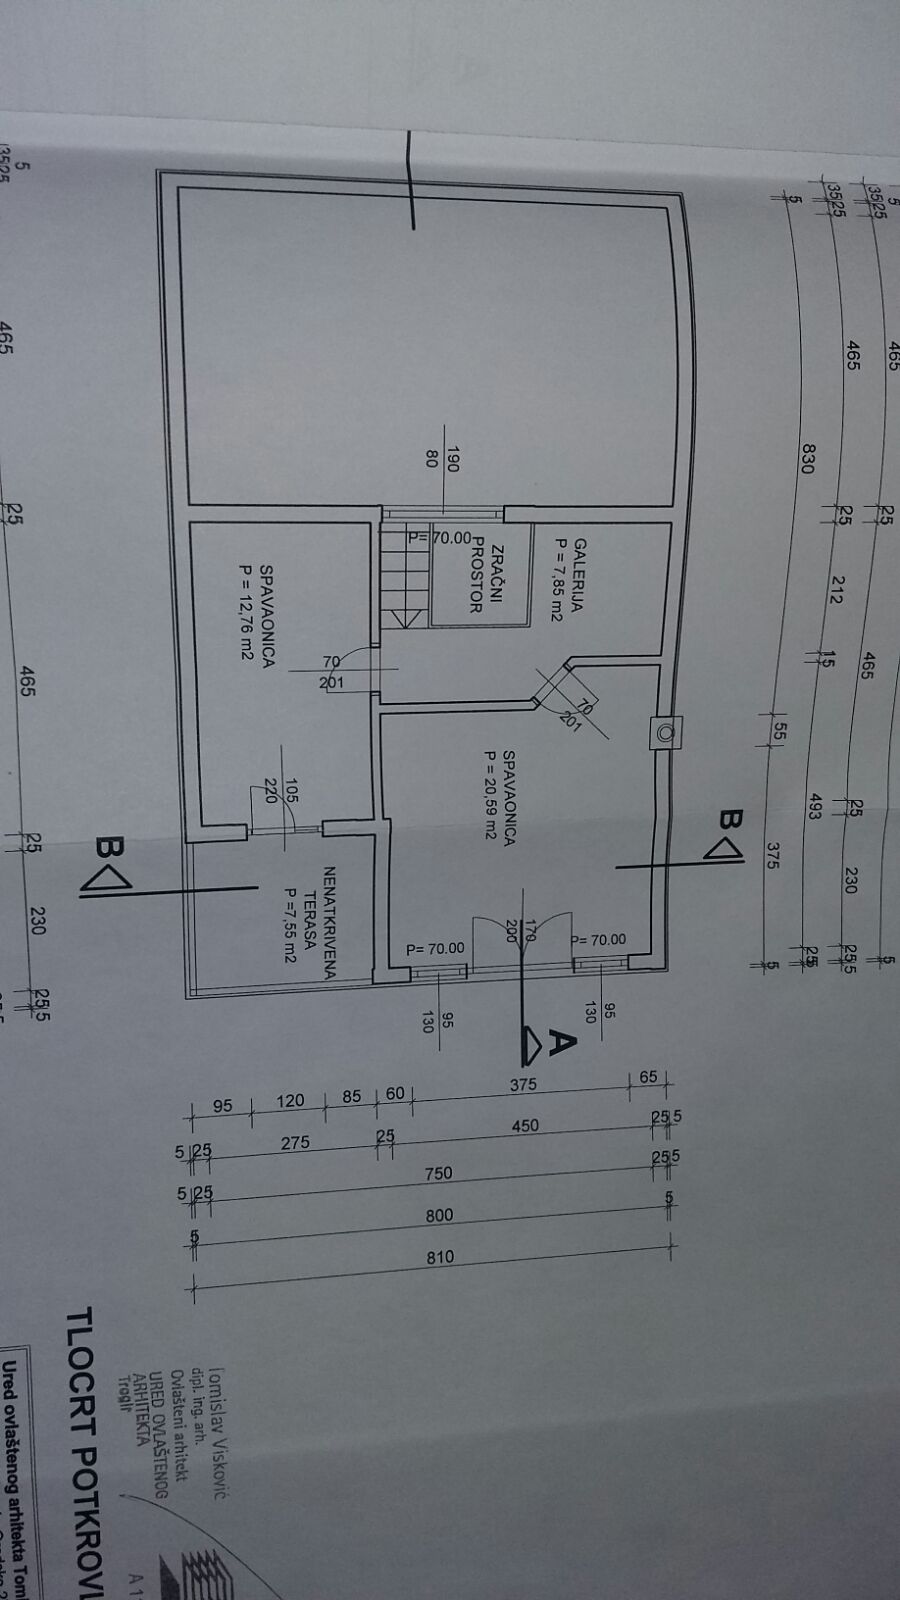 5
35|25
465
25
465
25
230
25|5
5
35|25
465
25
465
5
35|25
465
25
212
15
493
25
230
25|5
5
830
25
5
55
375
5
190
80
P= 70.00
ZRAČNI
PROSTOR
GALERIJA
P = 7,85 m2
SPAVAONICA
P = 12,76 m2
70
201
70
201
SPAVAONICA
P = 20,59 m2
105
220
NENATKRIVENA
TERASA
P =7,55 m2
B
B
170
200
P= 70.00
P= 70.00
95
130
95
130
A
95
120
85
60
375
65
5
25
275
25
450
25
5
5
25
750
25
5
5
800
5
810
TLOCRT POTKROVL
Tomislav Visković
dipl. ing. arh.
Ovlašteni arhitekt
URED OVLAŠTENOG
ARHITEKTA
Trogir
A 1
Ured ovlaštenog arhitekta Tomi